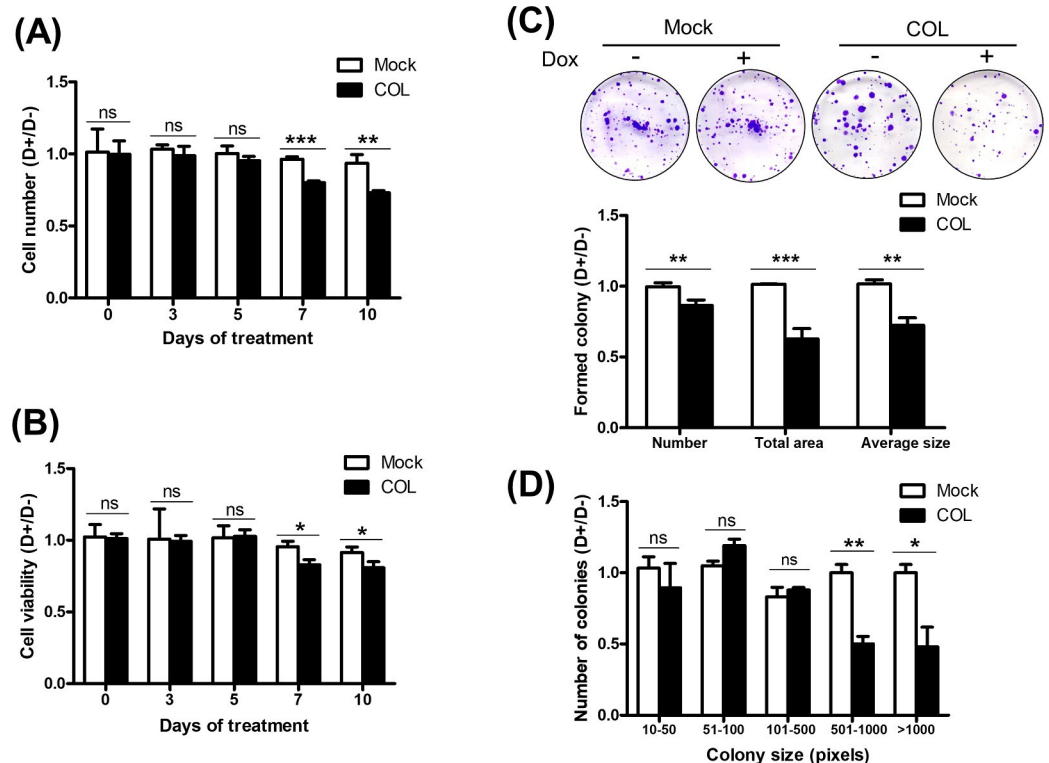 (A)
Mock
COL
Cell number (D+/D-)
1.5
1.0
0.5
0.0
ns
ns
ns
***
**
0 3 5 7 10
Days of treatment
(B)
Mock
COL
Cell viability (D+/D-)
1.5
1.0
0.5
0.0
ns
ns
ns
*
*
0 3 5 7 10
Days of treatment
(C)
Mock COL
Dox - + - +
Mock
COL
Formed colony (D+/D-)
1.5
1.0
0.5
0.0
** *** **
Number Total area Average size
(D)
Mock
COL
Number of colonies (D+/D-)
1.5
1.0
0.5
0.0
ns
ns
ns
**
*
10-50 51-100 101-500 501-1000 >1000
Colony size (pixels)